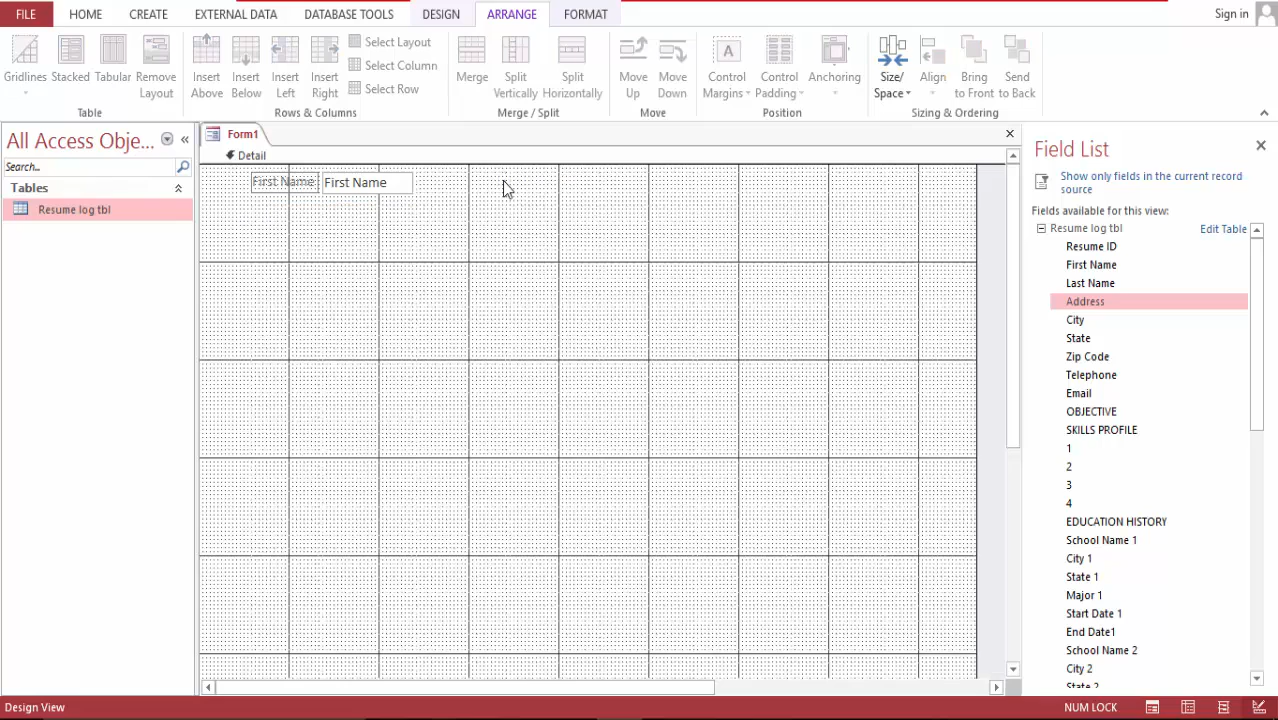 FILE HOME CREATE EXTERNAL DATA DATABASE TOOLS DESIGN ARRANGE FORMAT Sign in
Gridlines Stacked Tabular Remove Layout
Table
Insert Above Insert Below Insert Left Insert Right
Select Layout
Select Column
Select Row
Rows & Columns
Merge Split Vertically Split Horizontally
Merge / Split
Move Up Move Down
Move
Control Margins Control Padding Anchoring
Position
Size/ Space Align Bring to Front Send to Back
Sizing & Ordering
All Access Obje...
Search...
Tables
Resume log tbl
Form1
Detail
First Name First Name
Field List
Show only fields in the current record
source
Fields available for this view:
Resume log tbl Edit Table
Resume ID
First Name
Last Name
Address
City
State
Zip Code
Telephone
Email
OBJECTIVE
SKILLS PROFILE
1
2
3
4
EDUCATION HISTORY
School Name 1
City 1
State 1
Major 1
Start Date 1
End Date1
School Name 2
City 2
State 2
Design View NUM LOCK